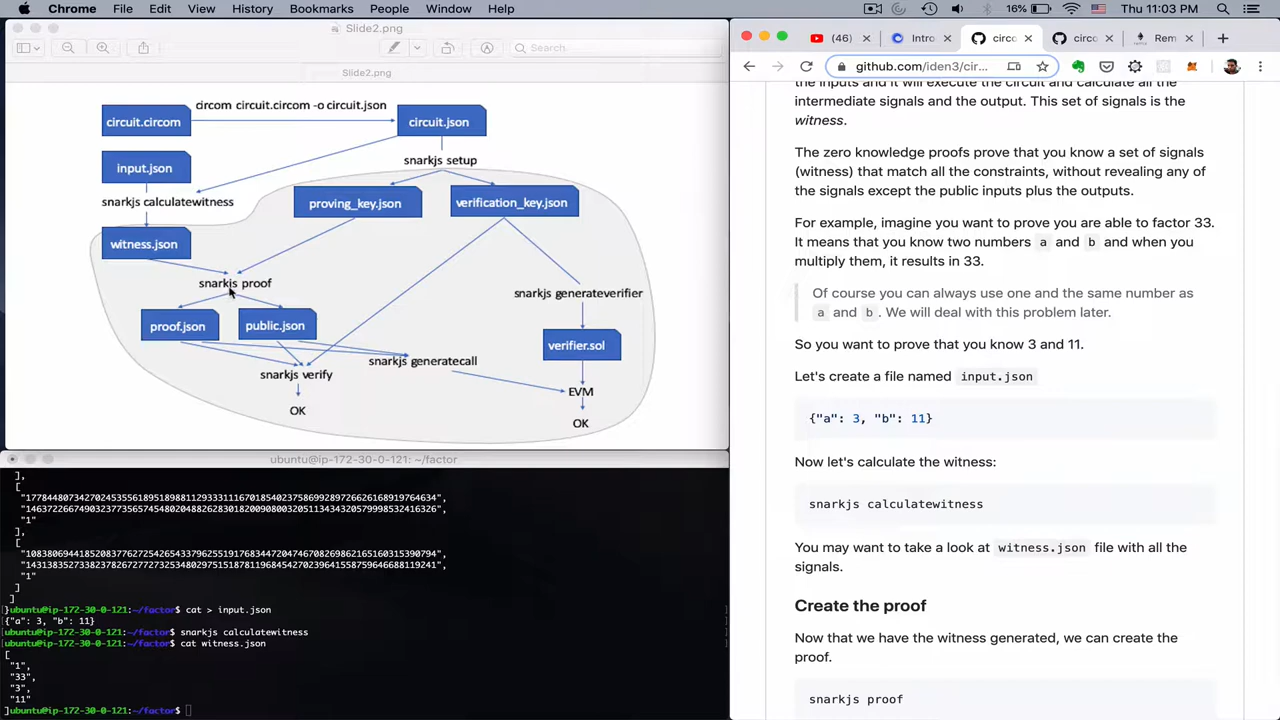 Chrome File Edit View History Bookmarks People Window Help 16% Thu 11:03 PM
Slide2.png
Search
Slide2.png
circom circuit.circom -o circuit.json
circuit.circom
circuit.json
input.json
snarkjs setup
snarkjs calculatewitness
proving_key.json
verification_key.json
witness.json
snarkjs proof
snarkjs generateverifier
proof.json
public.json
verifier.sol
snarkjs generatecall
snarkjs verify
EVM
OK
OK
ubuntu@ip-172-30-0-121: ~/factor
],
[
],
[
"1"
"1"
]
]
}ubuntu@ip-172-30-0-121:~/factor$ cat > input.json
{"a": 3, "b": 11}
ubuntu@ip-172-30-0-121:~/factor$ snarkjs calculatewitness
ubuntu@ip-172-30-0-121:~/factor$ cat witness.json
[
"1",
"33",
"3",
"11"
]ubuntu@ip-172-30-0-121:~/factor$
(46)
Intro
circo
circo
Rem
github.com/iden3/cir...
the inputs and it will execute the circuit and calculate all the
intermediate signals and the output. This set of signals is the
witness.
The zero knowledge proofs prove that you know a set of signals
(witness) that match all the constraints, without revealing any of
the signals except the public inputs plus the outputs.
For example, imagine you want to prove you are able to factor 33.
It means that you know two numbers a and b and when you
multiply them, it results in 33.
Of course you can always use one and the same number as
a and b. We will deal with this problem later.
So you want to prove that you know 3 and 11.
Let's create a file named input.json
{"a": 3, "b": 11}
Now let's calculate the witness:
snarkjs calculatewitness
You may want to take a look at witness.json file with all the
signals.
Create the proof
Now that we have the witness generated, we can create the
proof.
snarkjs proof